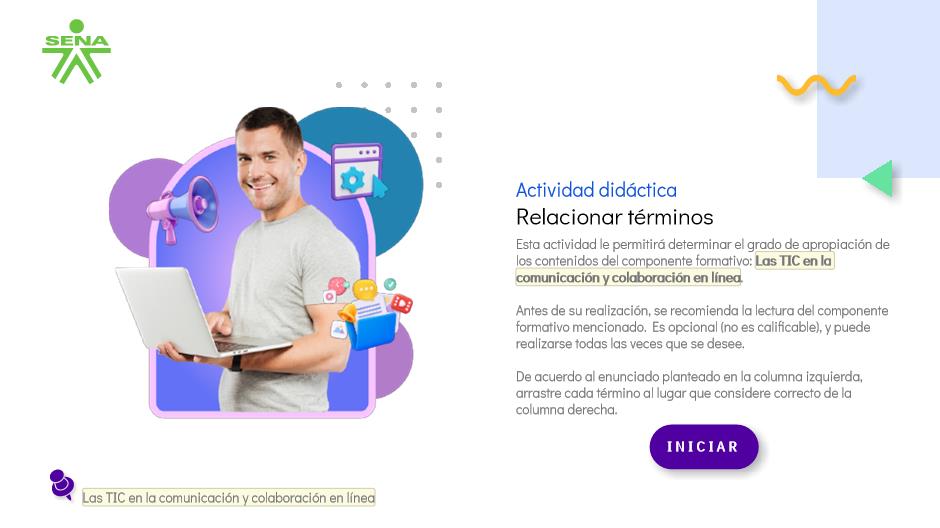 SENA
Actividad didáctica
Relacionar términos
Esta actividad le permitirá determinar el grado de apropiación de
los contenidos del componente formativo: Las TIC en la
comunicación y colaboración en línea.
Antes de su realización, se recomienda la lectura del componente
formativo mencionado. Es opcional (no es calificable), y puede
realizarse todas las veces que se desee.
De acuerdo al enunciado planteado en la columna izquierda,
arrastre cada término al lugar que considere correcto de la
columna derecha.
INICIAR
Las TIC en la comunicación y colaboración en línea